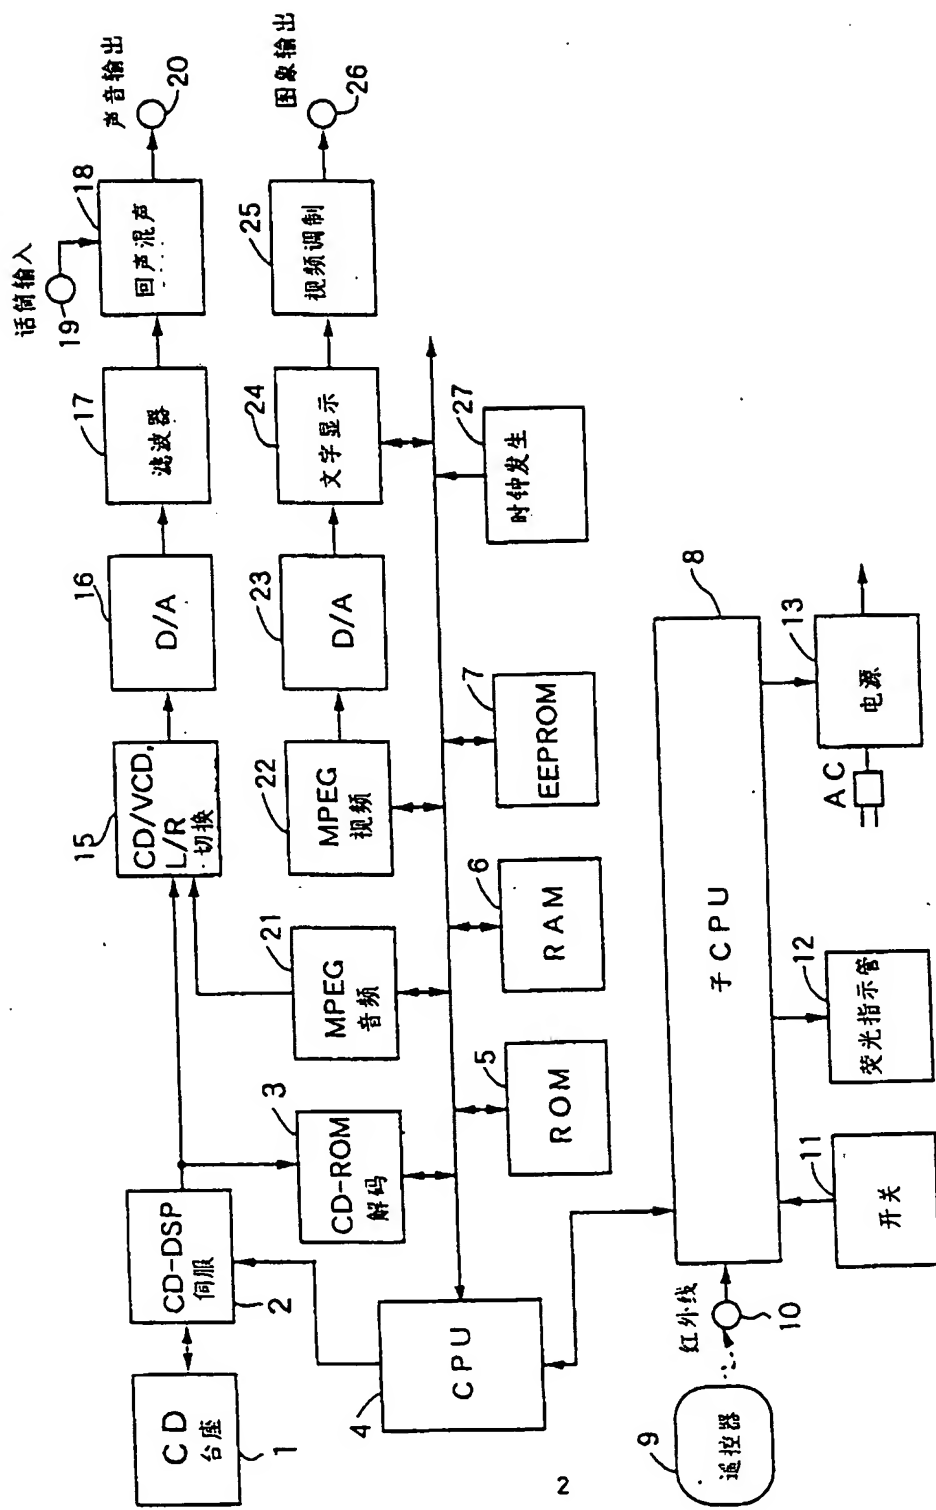 CD
台座
1
CD-DSP
伺服
2
CD-ROM
解码
3
CPU
4
ROM
5
RAM
6
EEPROM
7
子CPU
8
遥控器
9
红外线
10
开关
11
荧光指示管
12
电源
13
AC
CD/VCD,
L/R
切换
15
D/A
16
滤波器
17
回声混声
18
话筒输入
19
声音输出
20
MPEG
音频
21
MPEG
视频
22
D/A
23
文字显示
24
视频调制
25
图象输出
26
时钟发生
27
2